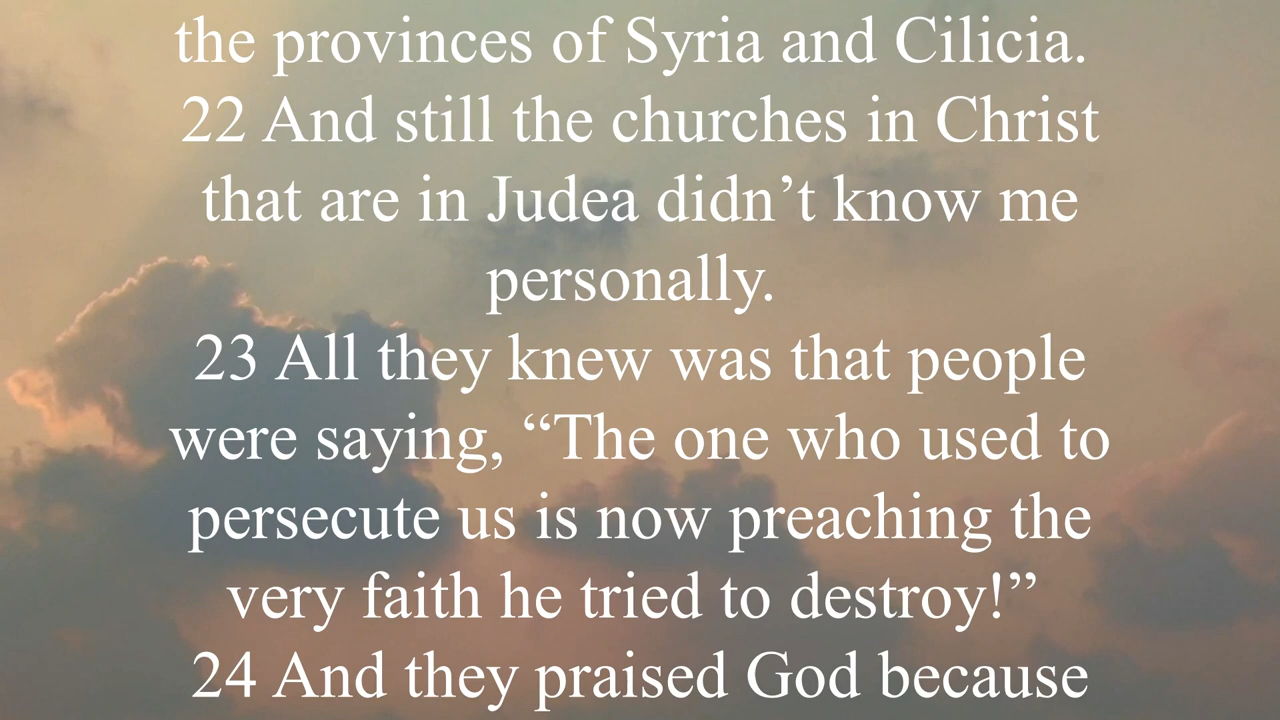 the provinces of Syria and Cilicia.
22 And still the churches in Christ
that are in Judea didn’t know me
personally.
23 All they knew was that people
were saying, “The one who used to
persecute us is now preaching the
very faith he tried to destroy!”
24 And they praised God because